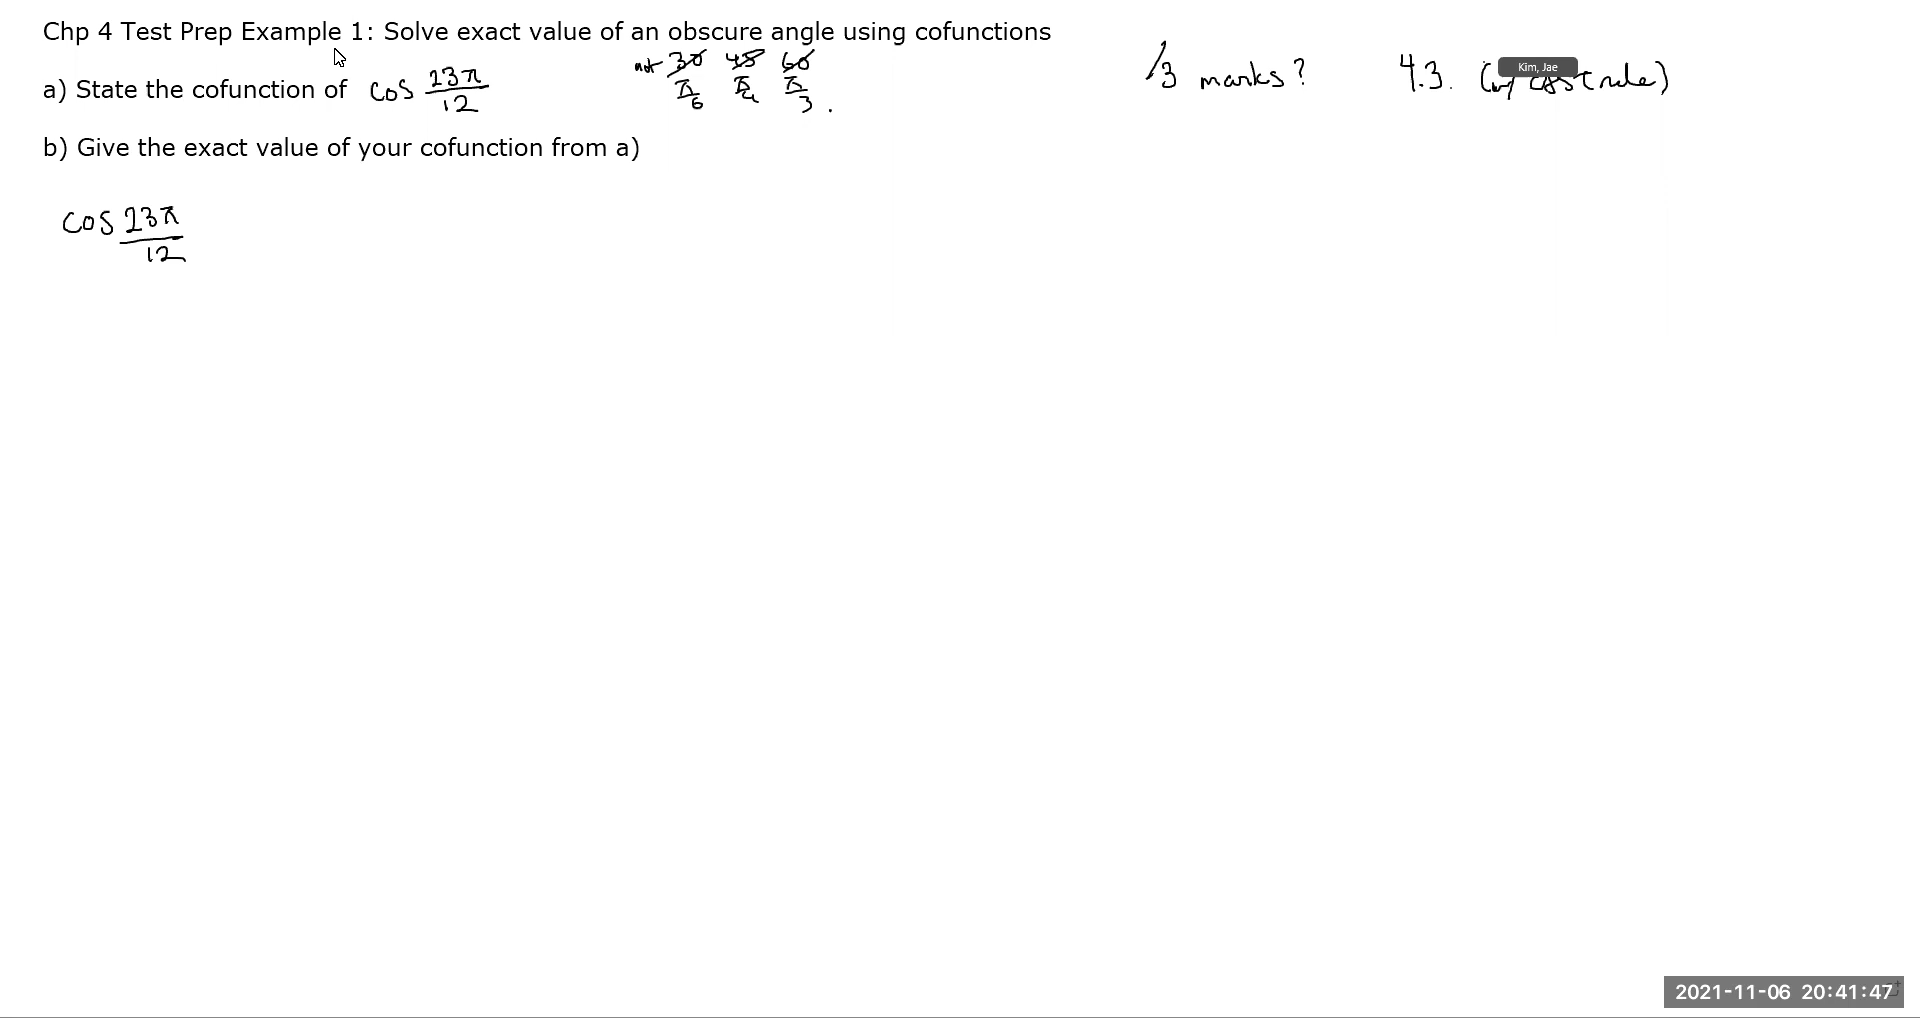 Chp 4 Test Prep Example 1: Solve exact value of an obscure angle using cofunctions
not 30 45 60
π/6 π/4 π/3 .
/3 marks? 4.3. (w/ rule)
Kim, Jae
a) State the cofunction of cos 23π/12
b) Give the exact value of your cofunction from a)
cos 23π/12
2021-11-06 20:41:47